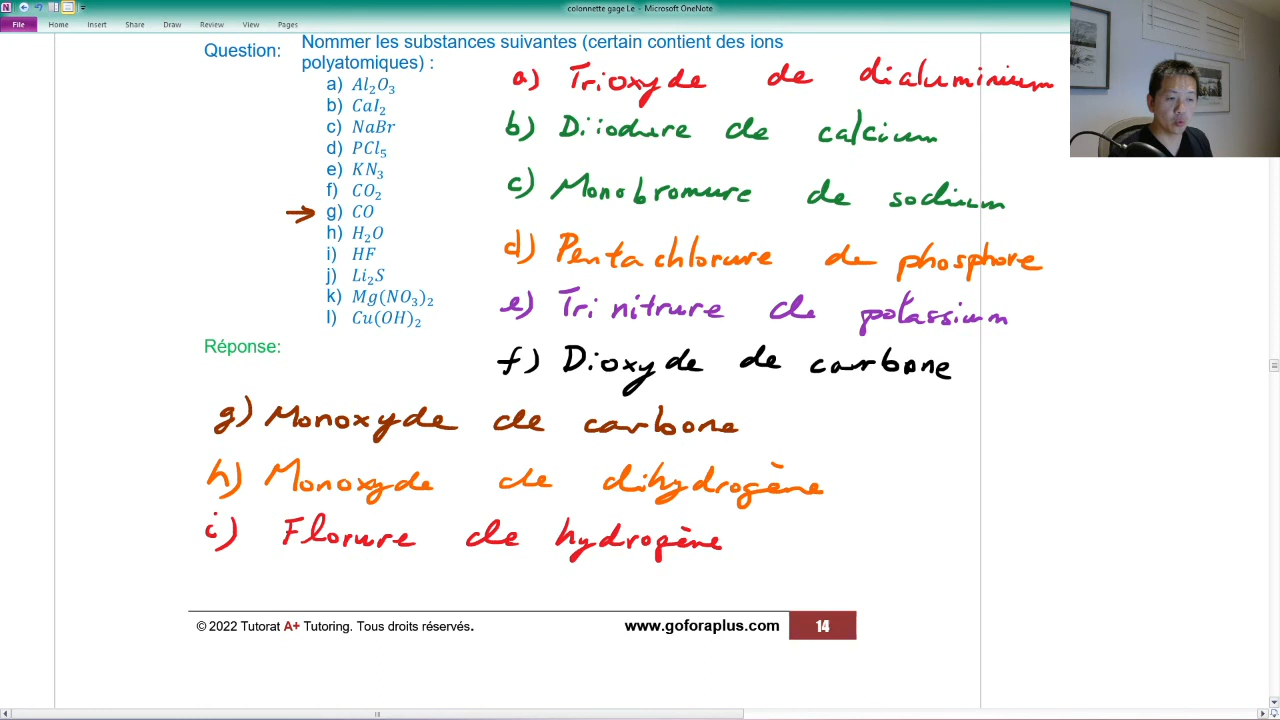 colonnette gage Le - Microsoft OneNote
File Home Insert Share Draw Review View Pages
Question: Nommer les substances suivantes (certain contient des ions
polyatomiques) :
a) Al₂O₃
b) CaI₂
c) NaBr
d) PCl₅
e) KN₃
f) CO₂
→ g) CO
h) H₂O
i) HF
j) Li₂S
k) Mg(NO₃)₂
l) Cu(OH)₂
Réponse:
a) Trioxyde de dialuminium
b) Diiodure de calcium
c) Monobromure de sodium
d) Pentachlorure de phosphore
e) Trinitrure de potassium
f) Dioxyde de carbone
g) Monoxyde de carbone
h) Monoxyde de dihydrogène
i) Florure de hydrogène
© 2022 Tutorat A+ Tutoring. Tous droits réservés.
www.goforaplus.com 14